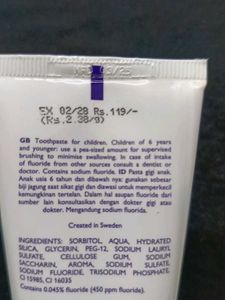 EX 02/28 Rs.119/-
(Rs.2.38/g)
GB Toothpaste for children. Children of 6 years
and younger: use a pea-sized amount for supervised
brushing to minimise swallowing. In case of intake
of fluoride from other sources consult a dentist or
doctor. Contains sodium fluoride. ID Pasta gigi anak.
Anak usia 6 tahun dan dibawah nya: gunakan sebesar
biji jagung saat sikat gigi dan diawasi untuk memperkecil
kemungkinan tertelan. Dalam hal asupan fluoride dari
sumber lain konsultasikan dengan dokter gigi atau
dokter. Mengandung sodium fluorida.
Created in Sweden
INGREDIENTS: SORBITOL, AQUA, HYDRATED
SILICA, GLYCERIN, PEG-12, SODIUM LAURYL
SULFATE, CELLULOSE GUM, SODIUM
SACCHARIN, AROMA, SODIUM SULFATE,
SODIUM FLUORIDE, TRISODIUM PHOSPHATE,
CI 15985, CI 16035
Contains 0.045% fluoride (450 ppm fluoride).